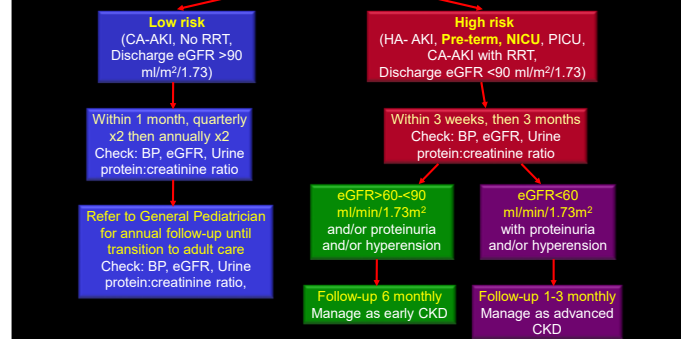 Low risk
(CA-AKI, No RRT,
Discharge eGFR >90
ml/m²/1.73)
High risk
(HA- AKI, Pre-term, NICU, PICU,
CA-AKI with RRT,
Discharge eGFR <90 ml/m²/1.73)
Within 1 month, quarterly
x2 then annually x2
Check: BP, eGFR, Urine
protein:creatinine ratio
Within 3 weeks, then 3 months
Check: BP, eGFR, Urine
protein:creatinine ratio
Refer to General Pediatrician
for annual follow-up until
transition to adult care
Check: BP, eGFR, Urine
protein:creatinine ratio,
eGFR>60-<90
ml/min/1.73m²
and/or proteinuria
and/or hyperension
eGFR<60
ml/min/1.73m²
with proteinuria
and/or hyperension
Follow-up 6 monthly
Manage as early CKD
Follow-up 1-3 monthly
Manage as advanced
CKD